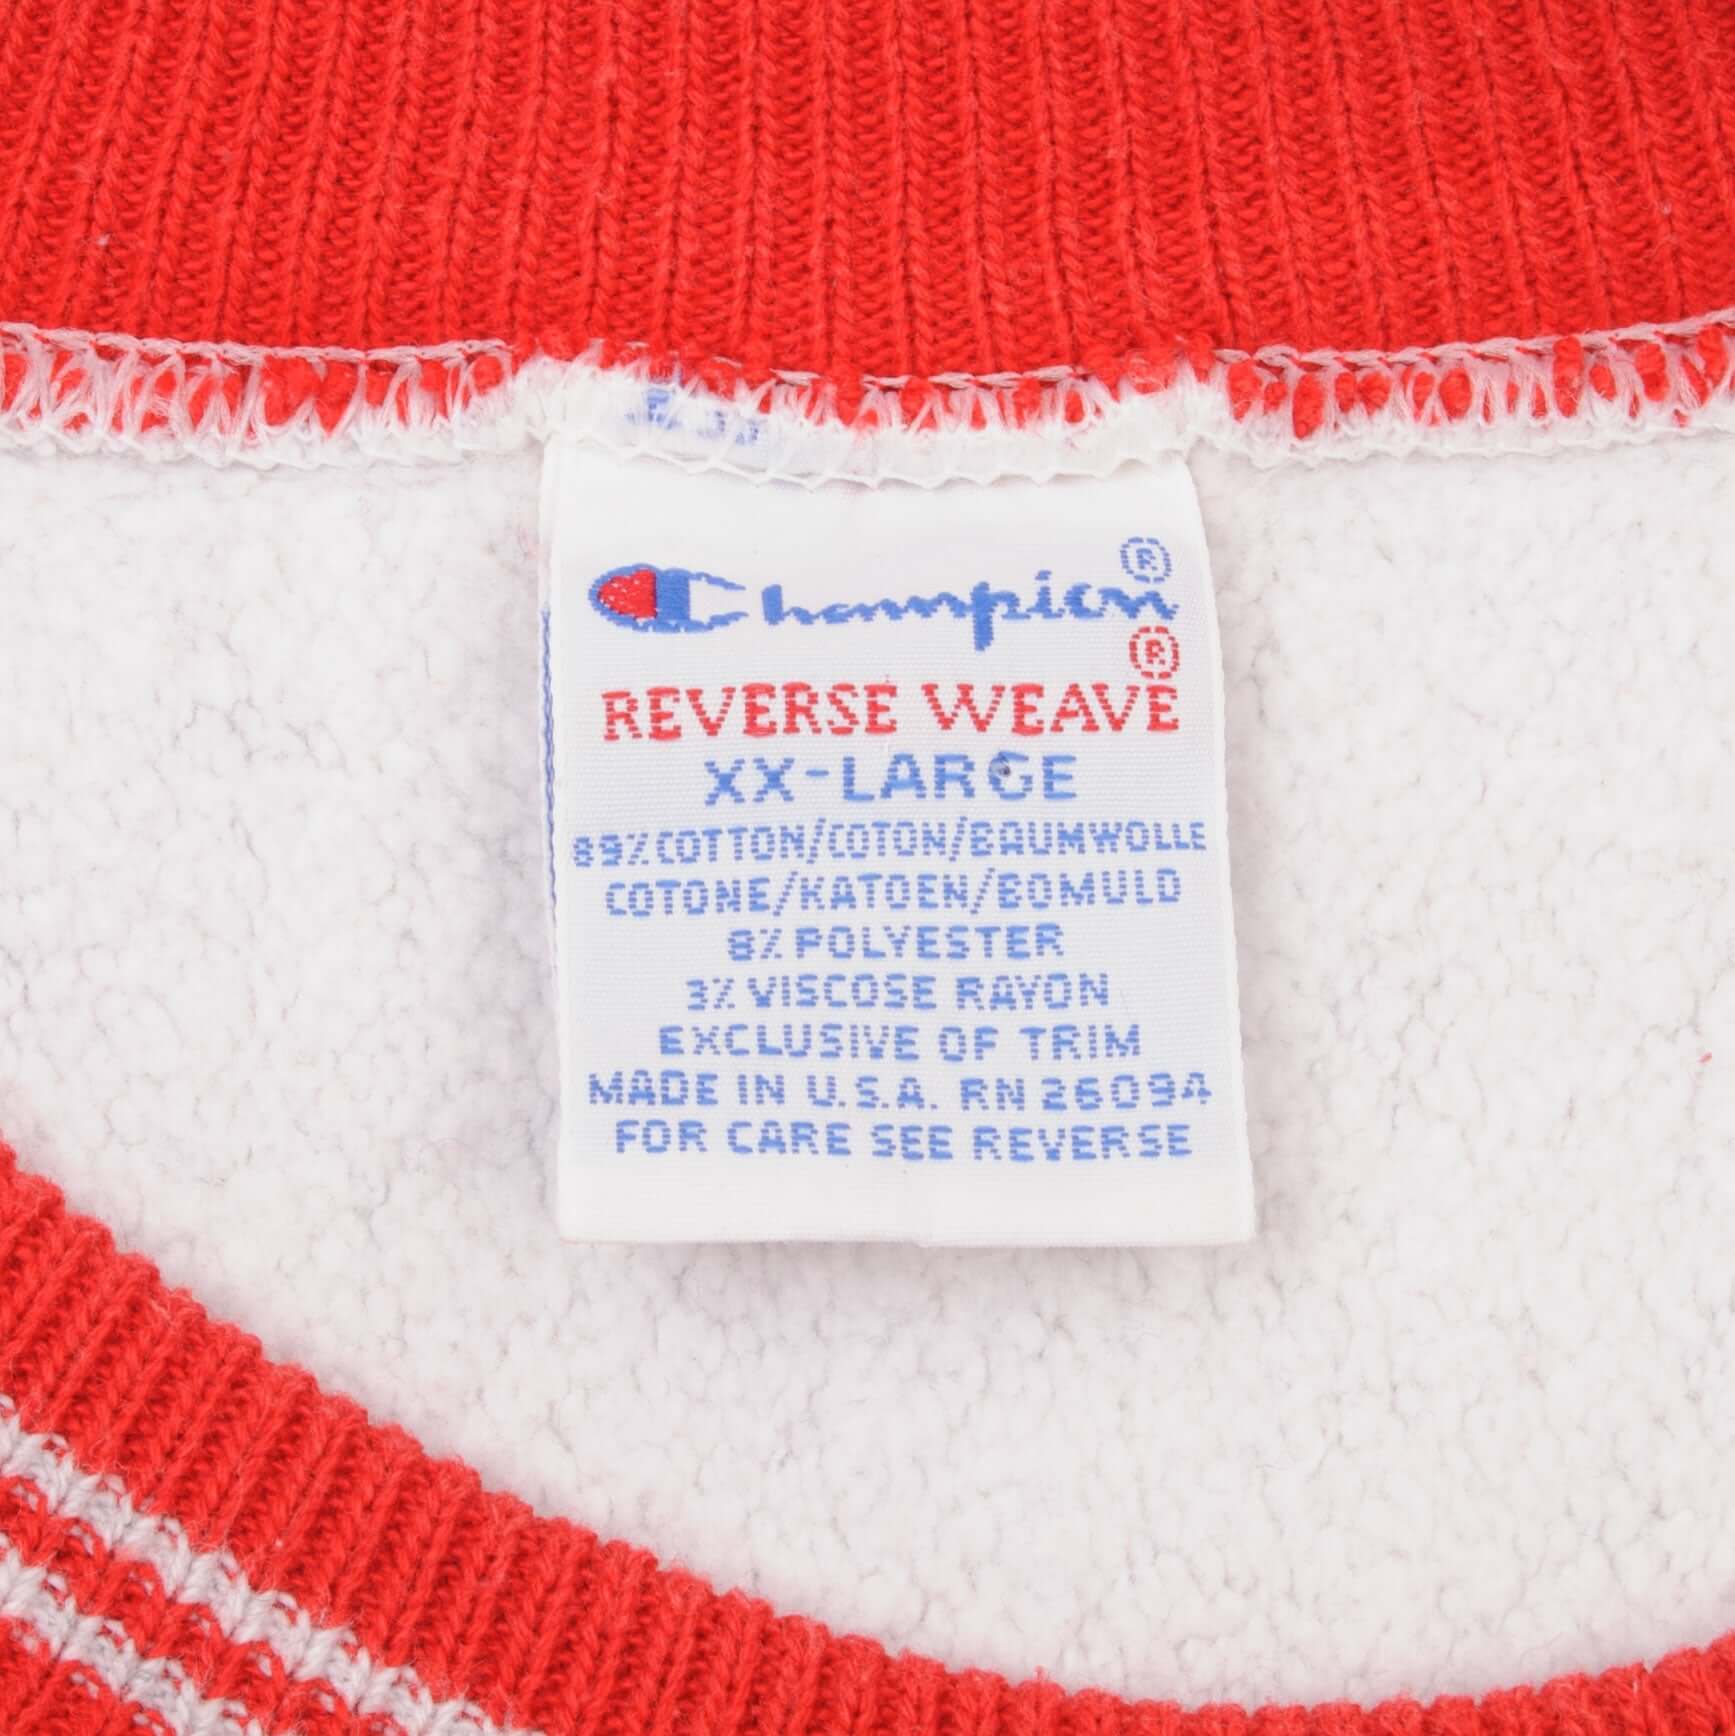 Champion®
REVERSE WEAVE®
XX-LARGE
89% COTTON/COTON/BAUMWOLLE
COTONE/KATOEN/BOMULD
8% POLYESTER
3% VISCOSE RAYON
EXCLUSIVE OF TRIM
MADE IN U.S.A. RN 26094
FOR CARE SEE REVERSE